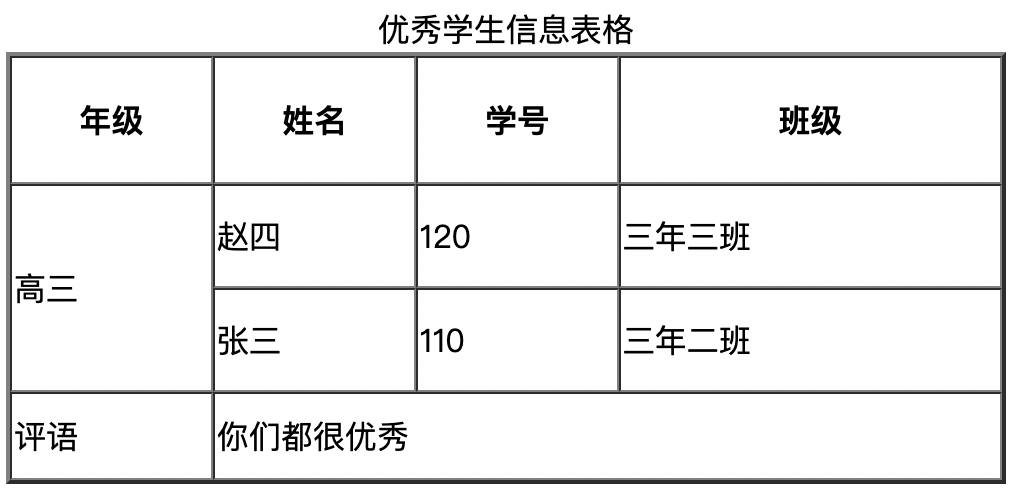 优秀学生信息表格
年级 姓名 学号 班级
高三 赵四 120 三年三班
张三 110 三年二班
评语 你们都很优秀